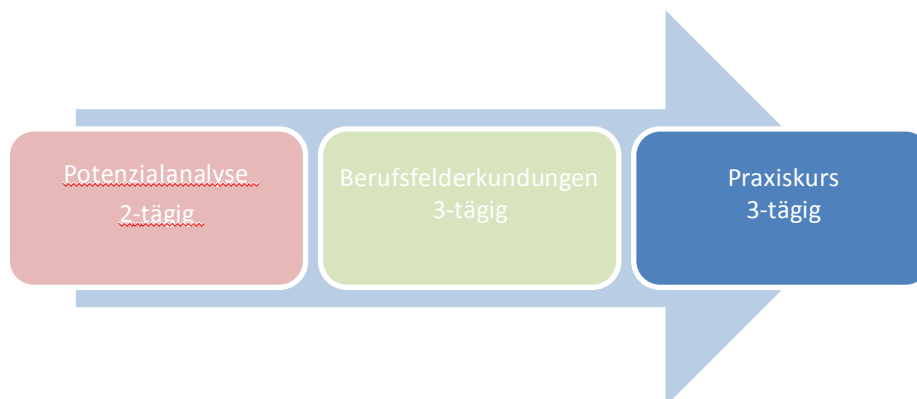 Potenzialanalyse
2-tägig
Berufsfelderkundungen
3-tägig
Praxiskurs
3-tägig